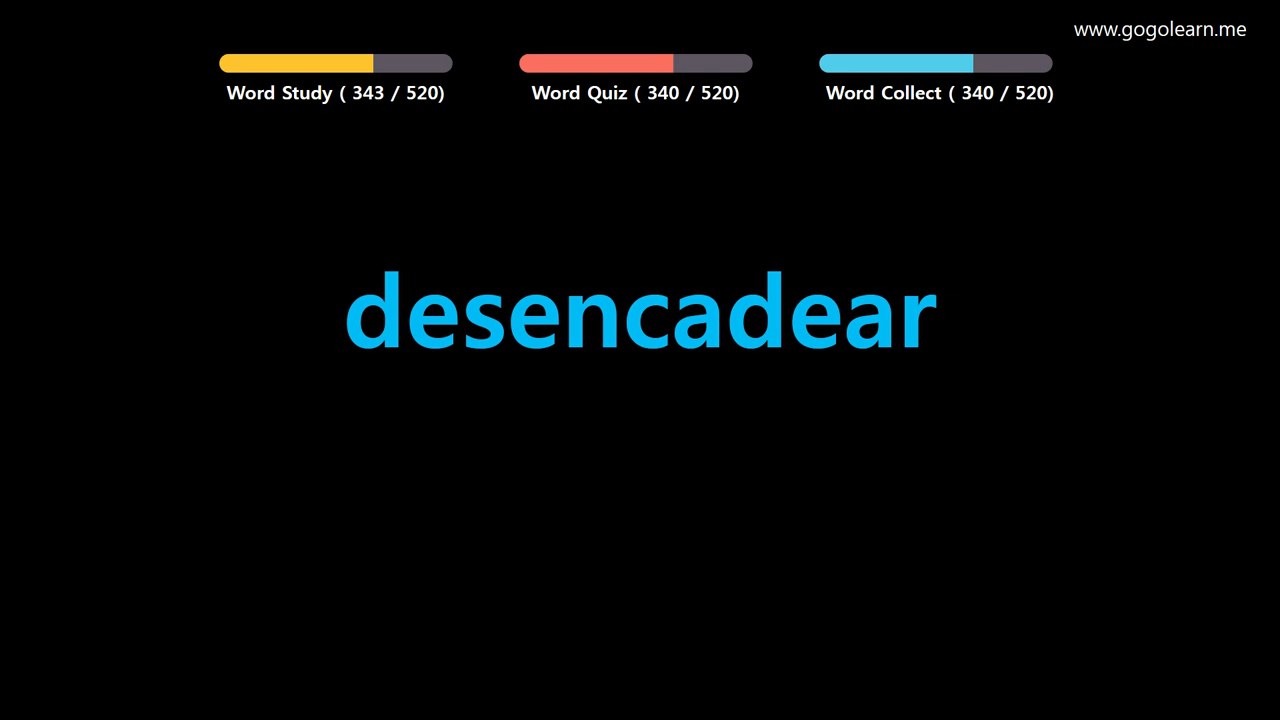 www.gogolearn.me
Word Study ( 343 / 520)
Word Quiz ( 340 / 520)
Word Collect ( 340 / 520)
desencadear